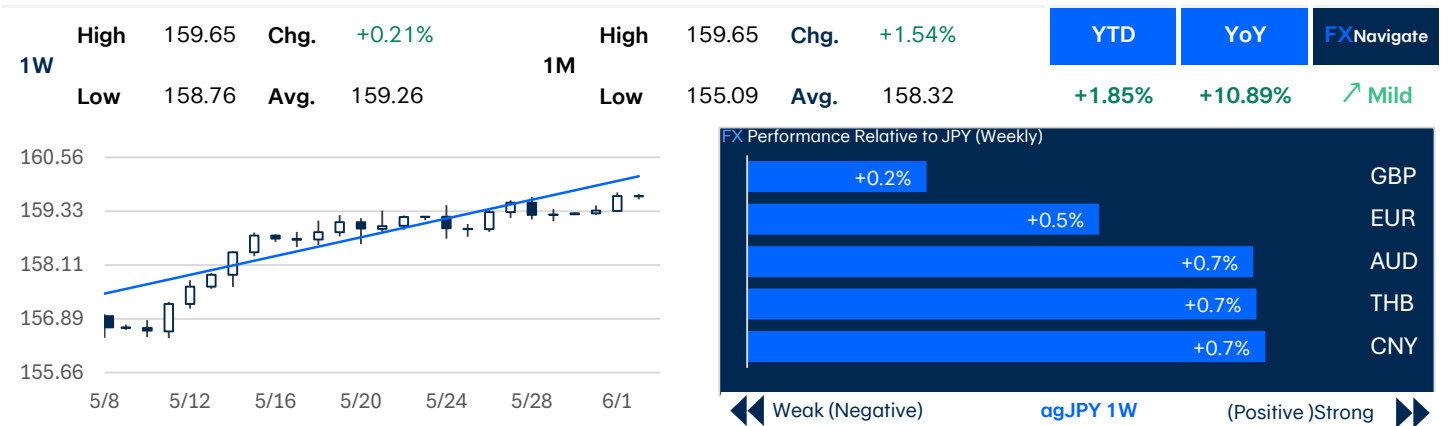 1W High 159.65 Chg. +0.21%
Low 158.76 Avg. 159.26
1M High 159.65 Chg. +1.54%
Low 155.09 Avg. 158.32
YTD YoY FXNavigate
+1.85% +10.89% Mild
160.56
159.33
158.11
156.89
155.66
5/8 5/12 5/16 5/20 5/24 5/28 6/1
FX Performance Relative to JPY (Weekly)
+0.2% GBP
+0.5% EUR
+0.7% AUD
+0.7% THB
+0.7% CNY
Weak (Negative) agJPY 1W (Positive )Strong